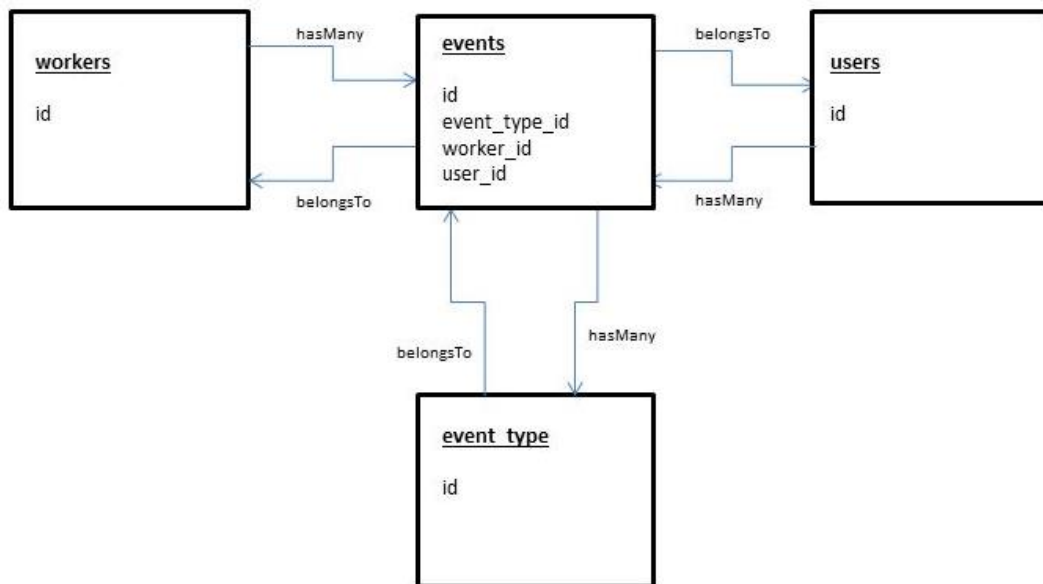 workers
id
hasMany
belongsTo
events
id
event_type_id
worker_id
user_id
belongsTo
hasMany
users
id
belongsTo
hasMany
event_type
id